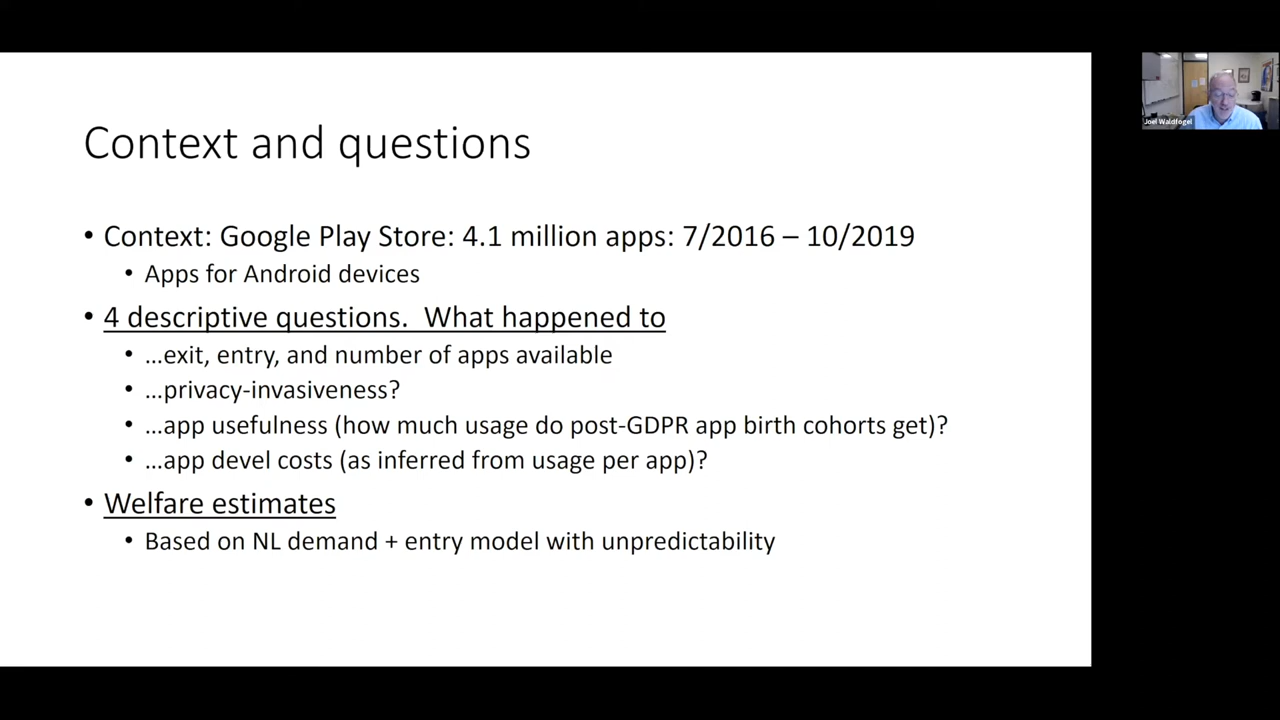 Context and questions
• Context: Google Play Store: 4.1 million apps: 7/2016 – 10/2019
• Apps for Android devices
• 4 descriptive questions.  What happened to
• …exit, entry, and number of apps available
• …privacy-invasiveness?
• …app usefulness (how much usage do post-GDPR app birth cohorts get)?
• …app devel costs (as inferred from usage per app)?
• Welfare estimates
• Based on NL demand + entry model with unpredictability
Joel Waldfogel